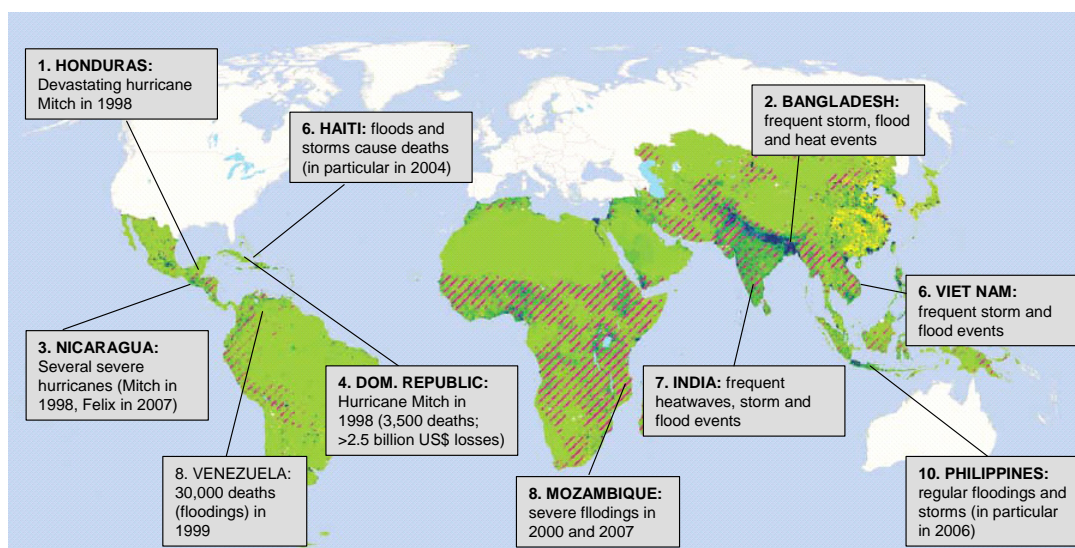 1. HONDURAS:
Devastating hurricane
Mitch in 1998
6. HAITI: floods and
storms cause deaths
(in particular in 2004)
2. BANGLADESH:
frequent storm, flood
and heat events
3. NICARAGUA:
Several severe
hurricanes (Mitch in
1998, Felix in 2007)
4. DOM. REPUBLIC:
Hurricane Mitch in
1998 (3,500 deaths;
>2.5 billion US$ losses)
6. VIET NAM:
frequent storm and
flood events
7. INDIA: frequent
heatwaves, storm and
flood events
8. VENEZUELA:
30,000 deaths
(floodings) in
1999
8. MOZAMBIQUE:
severe fllodings in
2000 and 2007
10. PHILIPPINES:
regular floodings and
storms (in particular
in 2006)